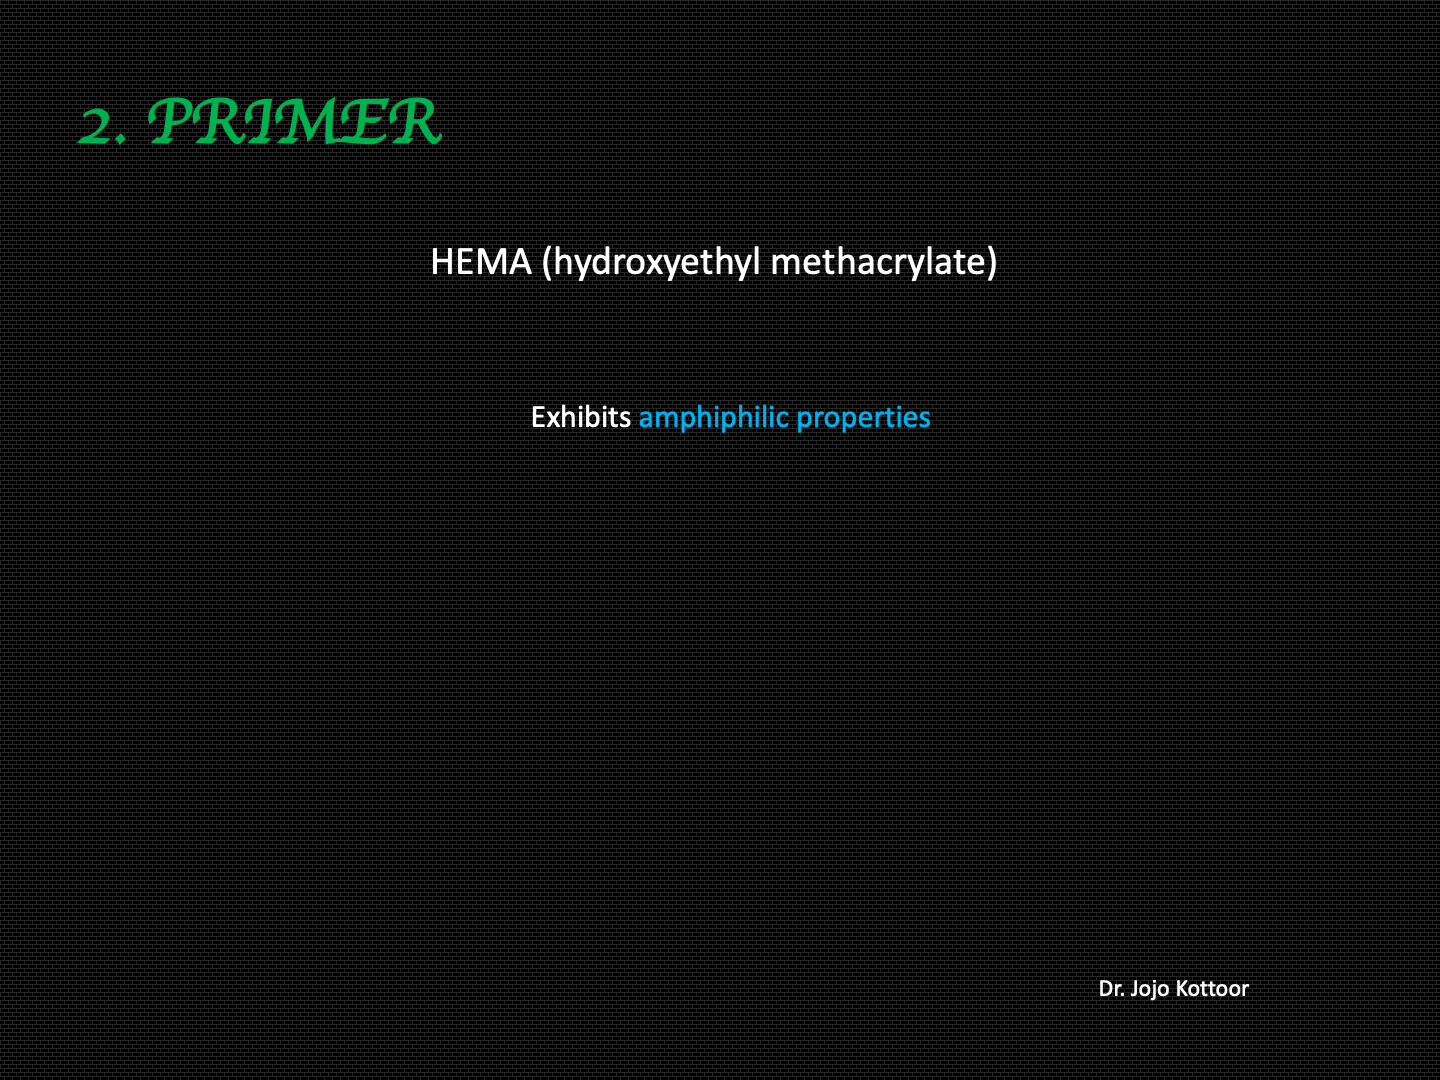 2. PRIMER
HEMA (hydroxyethyl methacrylate)
Exhibits amphiphilic properties
Dr. Jojo Kottoor